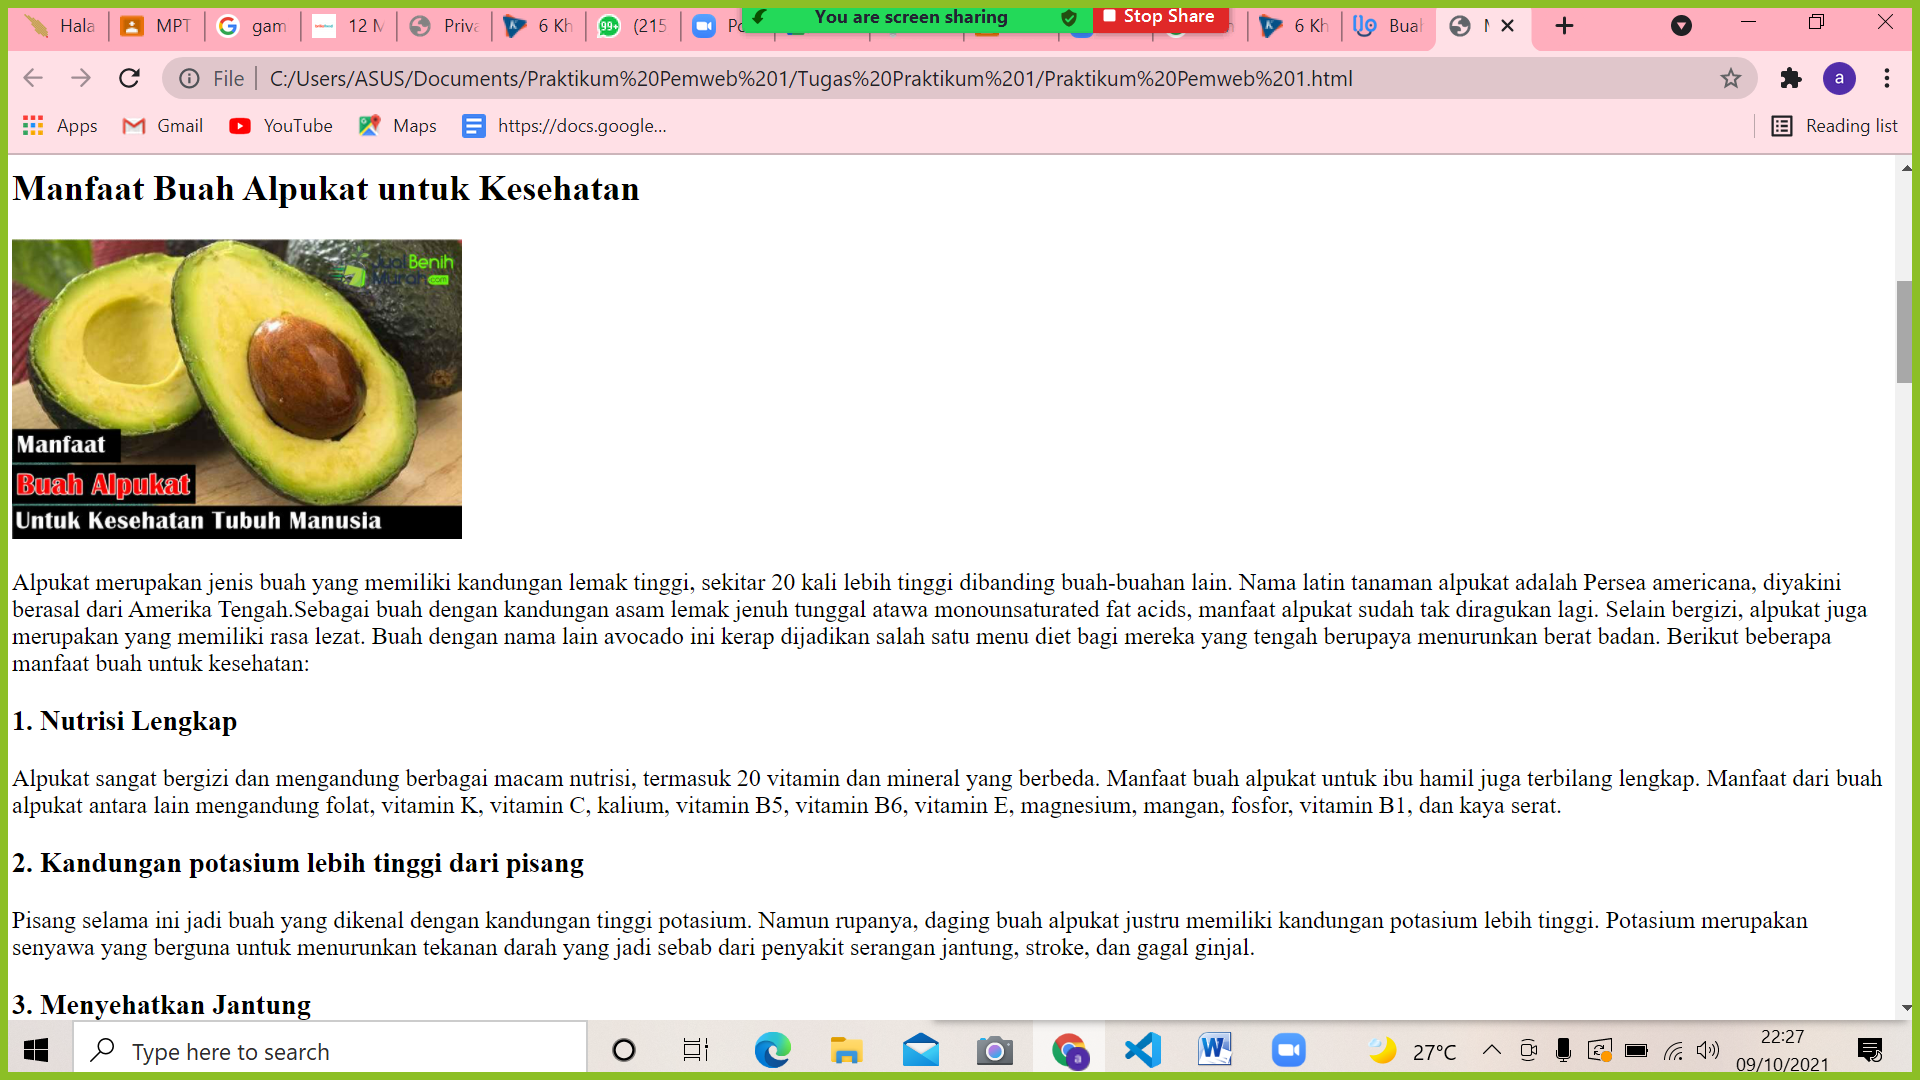 Hala
MPT
gam
12 M
Priva
6 Kh
99+ (215
You are screen sharing
Stop Share
6 Kh
Buah
a
File C:/Users/ASUS/Documents/Praktikum%20Pemweb%201/Tugas%20Praktikum%201/Praktikum%20Pemweb%201.html
Apps Gmail YouTube Maps https://docs.google... Reading list
Manfaat Buah Alpukat untuk Kesehatan
Jual Benih
Murah.com
Manfaat
Buah Alpukat
Untuk Kesehatan Tubuh Manusia
Alpukat merupakan jenis buah yang memiliki kandungan lemak tinggi, sekitar 20 kali lebih tinggi dibanding buah-buahan lain. Nama latin tanaman alpukat adalah Persea americana, diyakini
berasal dari Amerika Tengah.Sebagai buah dengan kandungan asam lemak jenuh tunggal atawa monounsaturated fat acids, manfaat alpukat sudah tak diragukan lagi. Selain bergizi, alpukat juga
merupakan yang memiliki rasa lezat. Buah dengan nama lain avocado ini kerap dijadikan salah satu menu diet bagi mereka yang tengah berupaya menurunkan berat badan. Berikut beberapa
manfaat buah untuk kesehatan:
1. Nutrisi Lengkap
Alpukat sangat bergizi dan mengandung berbagai macam nutrisi, termasuk 20 vitamin dan mineral yang berbeda. Manfaat buah alpukat untuk ibu hamil juga terbilang lengkap. Manfaat dari buah
alpukat antara lain mengandung folat, vitamin K, vitamin C, kalium, vitamin B5, vitamin B6, vitamin E, magnesium, mangan, fosfor, vitamin B1, dan kaya serat.
2. Kandungan potasium lebih tinggi dari pisang
Pisang selama ini jadi buah yang dikenal dengan kandungan tinggi potasium. Namun rupanya, daging buah alpukat justru memiliki kandungan potasium lebih tinggi. Potasium merupakan
senyawa yang berguna untuk menurunkan tekanan darah yang jadi sebab dari penyakit serangan jantung, stroke, dan gagal ginjal.
3. Menyehatkan Jantung
Type here to search
27°C
22:27
09/10/2021